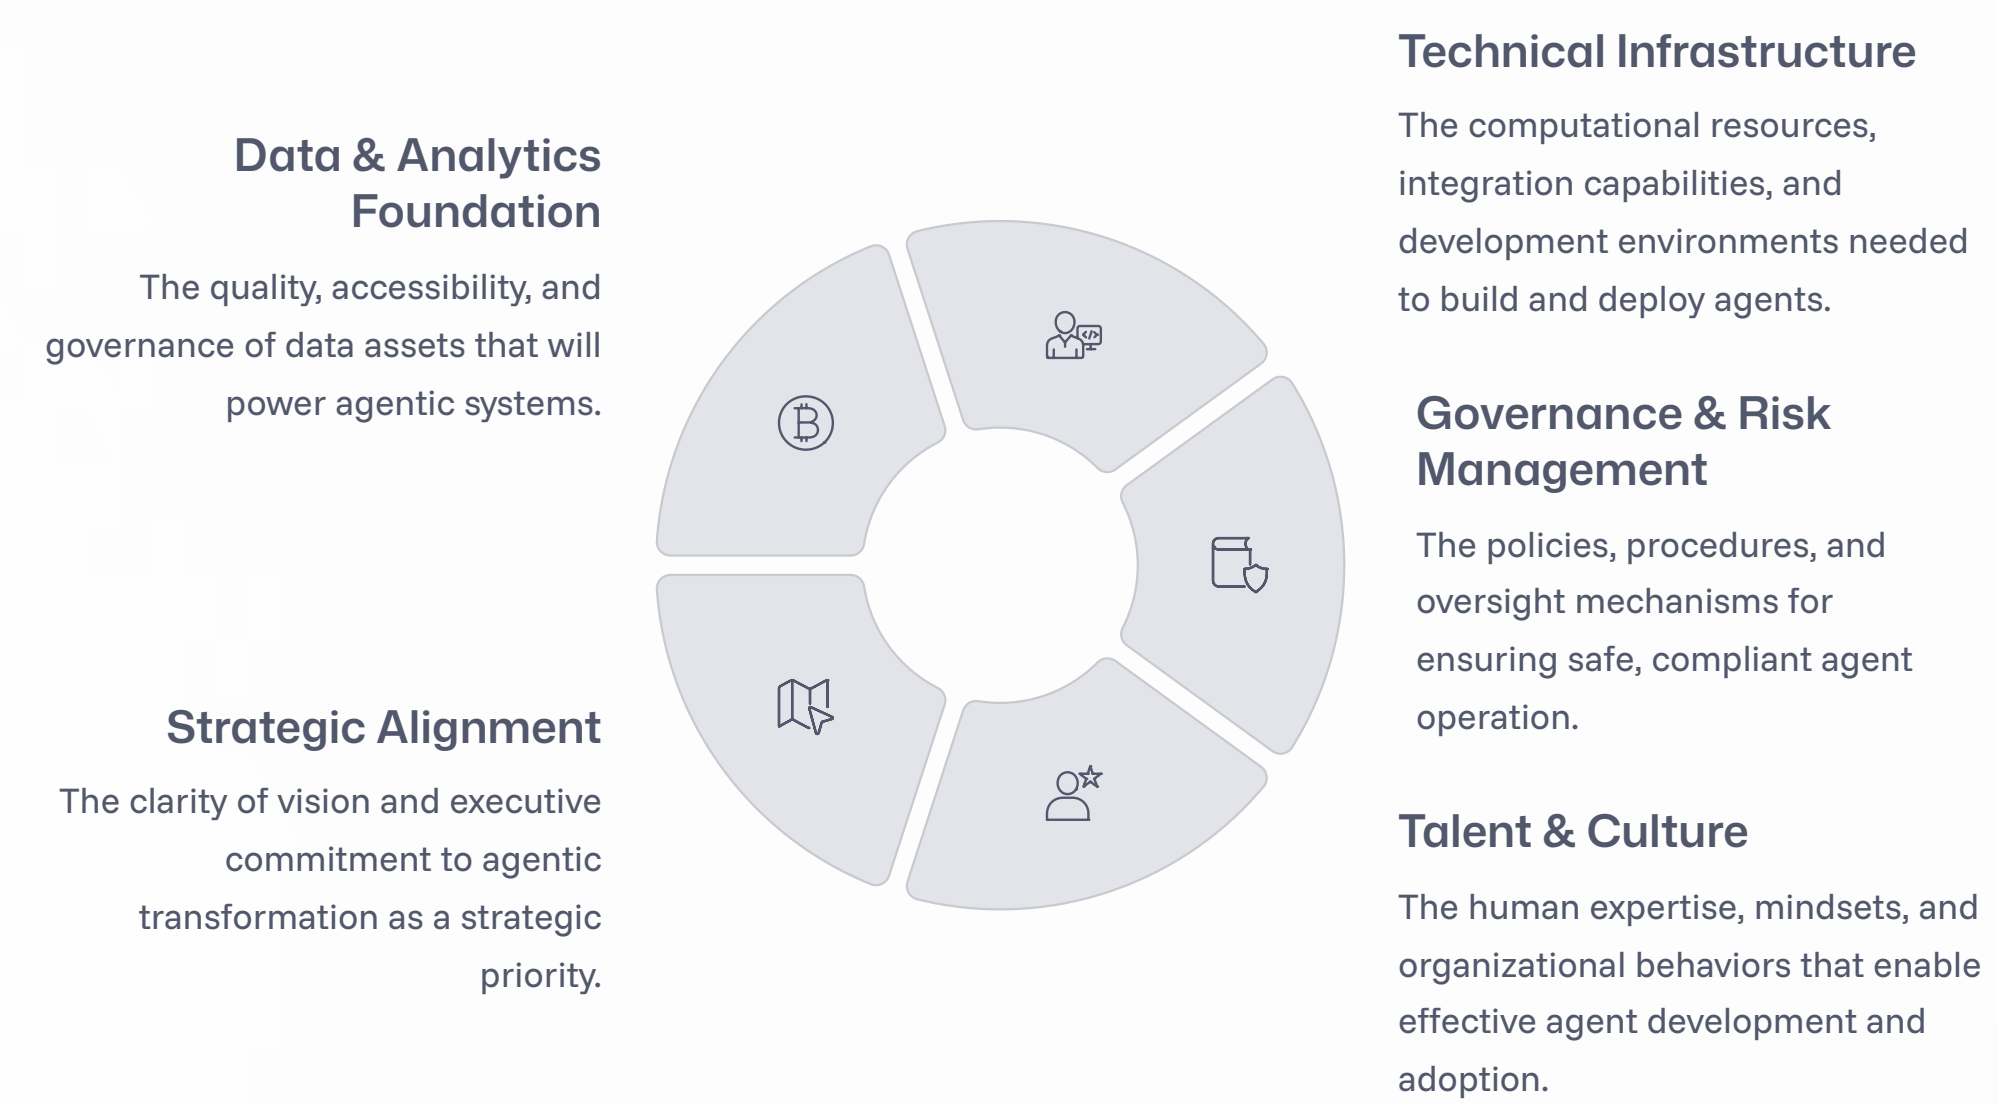 Technical Infrastructure
The computational resources,
integration capabilities, and
development environments needed
to build and deploy agents.
Data & Analytics
Foundation
The quality, accessibility, and
governance of data assets that will
power agentic systems.
Governance & Risk
Management
The policies, procedures, and
oversight mechanisms for
ensuring safe, compliant agent
operation.
Strategic Alignment
The clarity of vision and executive
commitment to agentic
transformation as a strategic
priority.
Talent & Culture
The human expertise, mindsets, and
organizational behaviors that enable
effective agent development and
adoption.